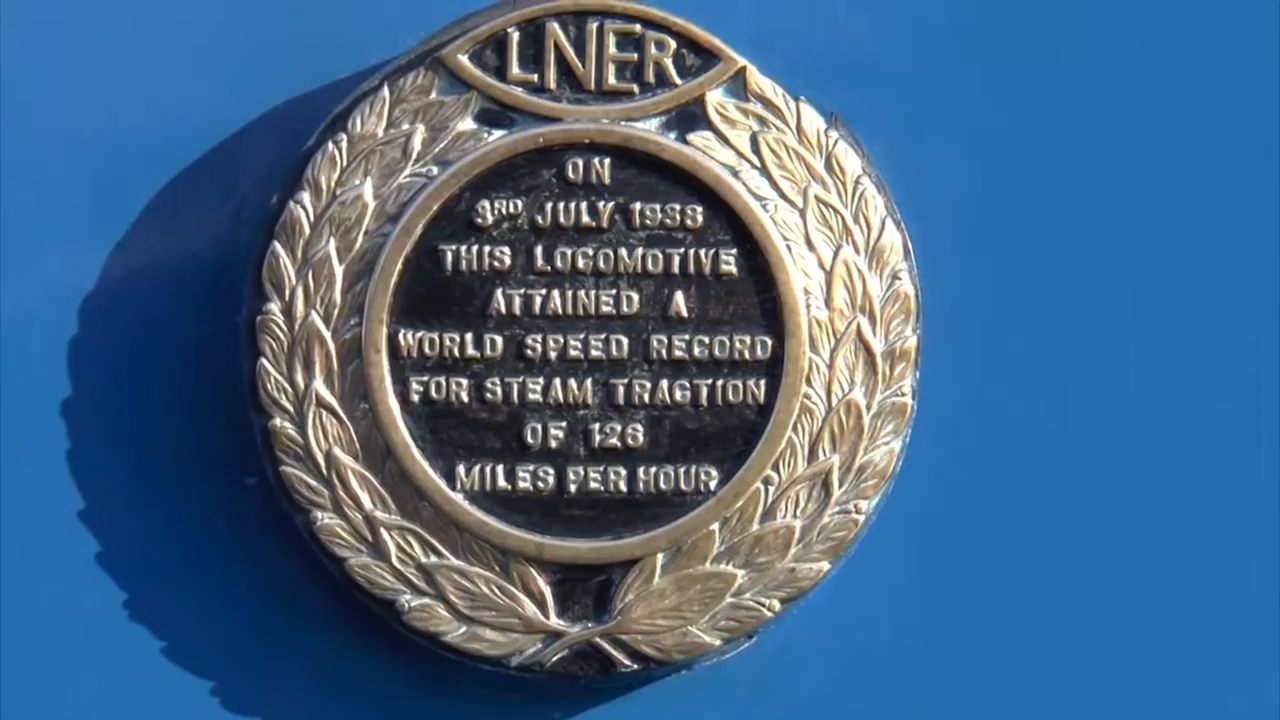 LNER
ON
3RD JULY 1938
THIS LOCOMOTIVE
ATTAINED A
WORLD SPEED RECORD
FOR STEAM TRACTION
OF 126
MILES PER HOUR